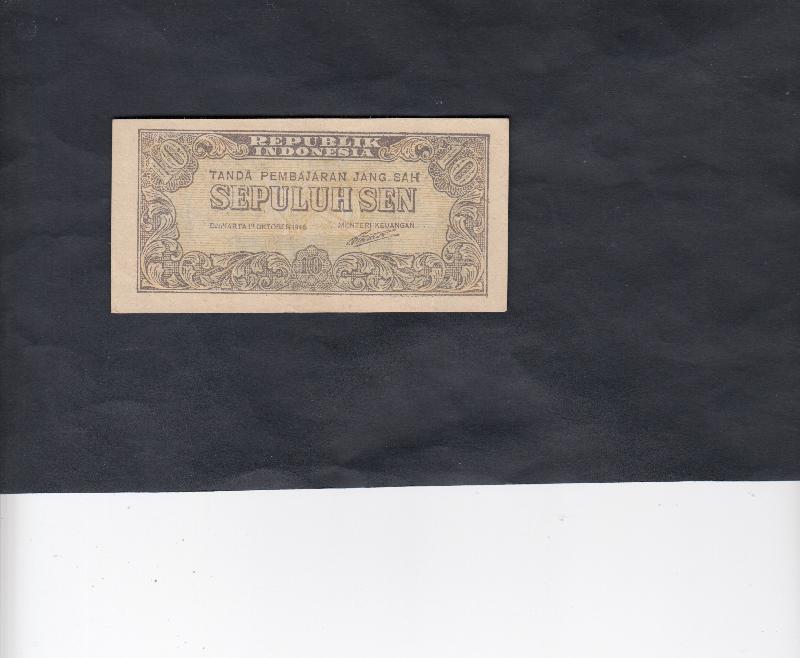 REPUBLIK
INDONESIA
10 10
TANDA PEMBAJARAN JANG SAH
SEPULUH SEN
DJAKARTA 17 OKTOBER 1945 MENTERI KEUANGAN
10